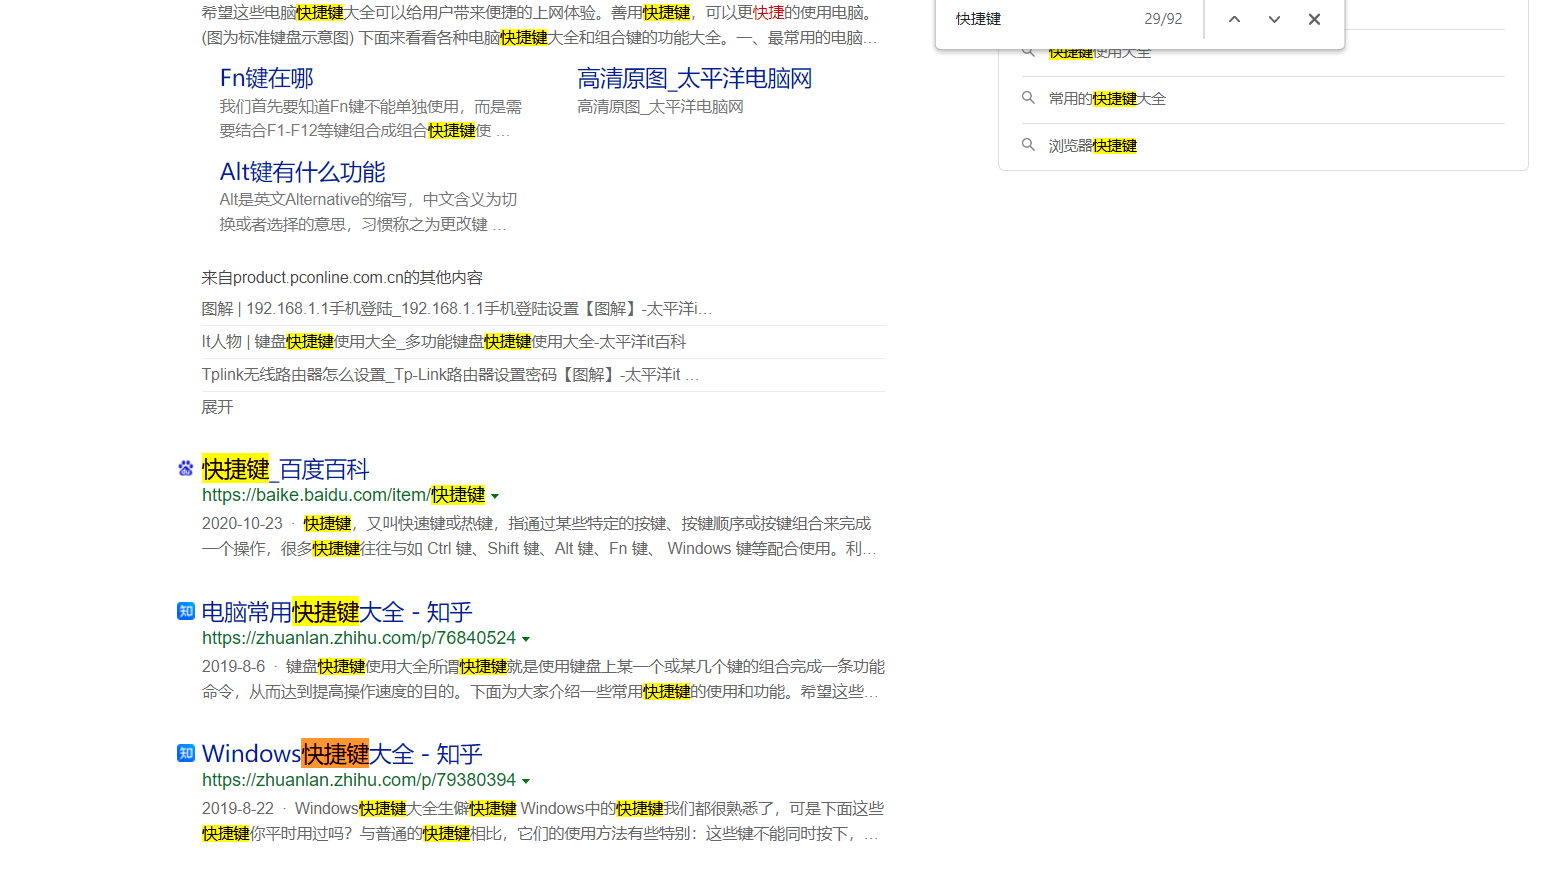 希望这些电脑快捷键大全可以给用户带来便捷的上网体验。善用快捷键，可以更快捷的使用电脑。
(图为标准键盘示意图) 下面来看看各种电脑快捷键大全和组合键的功能大全。一、最常用的电脑…
Fn键在哪
我们首先要知道Fn键不能单独使用，而是需
要结合F1-F12等键组合成组合快捷键使 …
高清原图_太平洋电脑网
高清原图_太平洋电脑网
Alt键有什么功能
Alt是英文Alternative的缩写，中文含义为切
换或者选择的意思，习惯称之为更改键 …
来自product.pconline.com.cn的其他内容
图解 | 192.168.1.1手机登陆_192.168.1.1手机登陆设置【图解】-太平洋i…
It人物 | 键盘快捷键使用大全_多功能键盘快捷键使用大全-太平洋it百科
Tplink无线路由器怎么设置_Tp-Link路由器设置密码【图解】-太平洋it …
展开
快捷键_百度百科
https://baike.baidu.com/item/快捷键
2020-10-23 · 快捷键，又叫快速键或热键，指通过某些特定的按键、按键顺序或按键组合来完成
一个操作，很多快捷键往往与如 Ctrl 键、Shift 键、Alt 键、Fn 键、 Windows 键等配合使用。利…
知 电脑常用快捷键大全 - 知乎
https://zhuanlan.zhihu.com/p/76840524
2019-8-6 · 键盘快捷键使用大全所谓快捷键就是使用键盘上某一个或某几个键的组合完成一条功能
命令，从而达到提高操作速度的目的。下面为大家介绍一些常用快捷键的使用和功能。希望这些…
知 Windows快捷键大全 - 知乎
https://zhuanlan.zhihu.com/p/79380394
2019-8-22 · Windows快捷键大全生僻快捷键 Windows中的快捷键我们都很熟悉了，可是下面这些
快捷键你平时用过吗？与普通的快捷键相比，它们的使用方法有些特别：这些键不能同时按下，…
快捷键 29/92
快捷键使用大全
常用的快捷键大全
浏览器快捷键